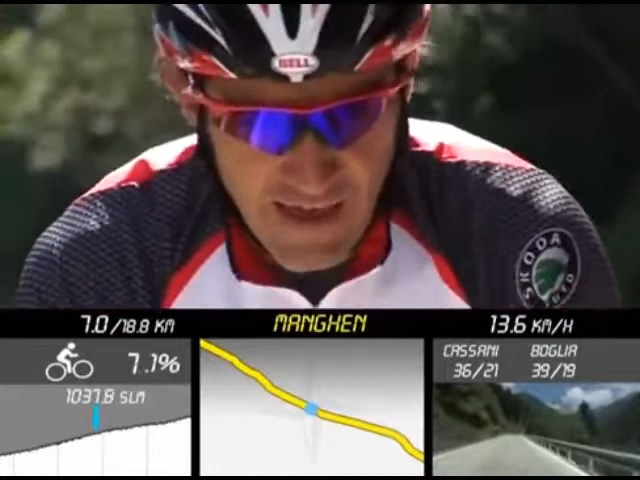 BELL
SKODA
AUTO
7.0/18.8 KM
MANGHEN
13.6 KM/H
7.1%
1037.8 SLM
CASSANI BOGLIA
36/21 39/19